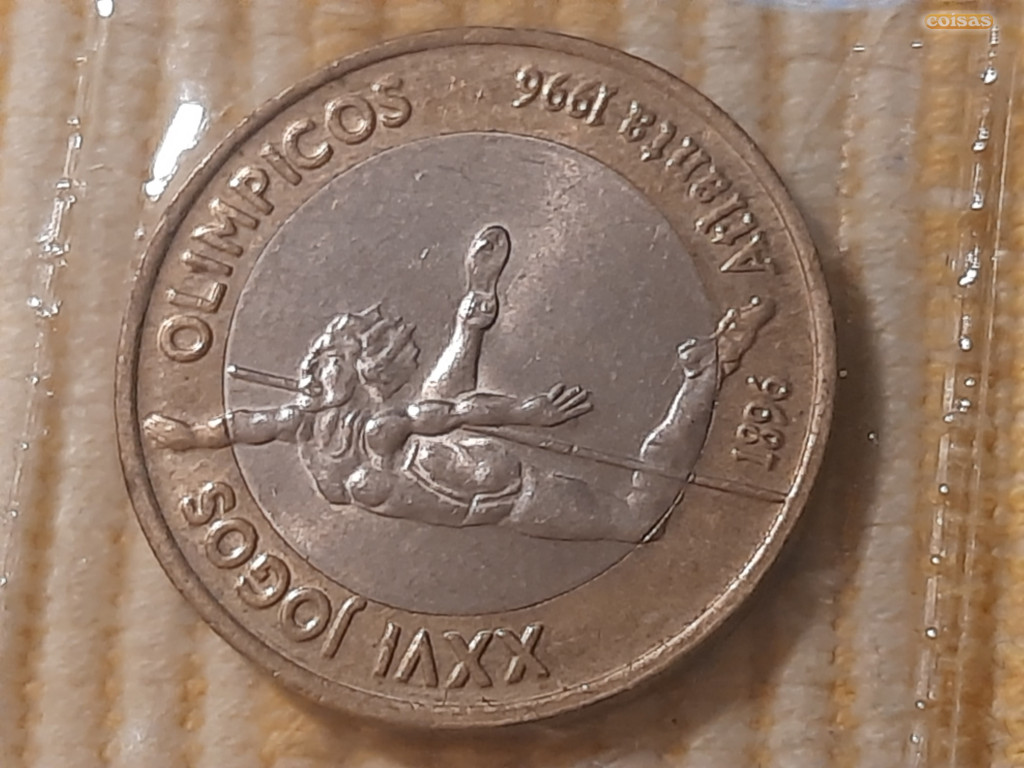 XXVI JOGOS OLIMPICOS
1896
Atlanta 1996
coisas